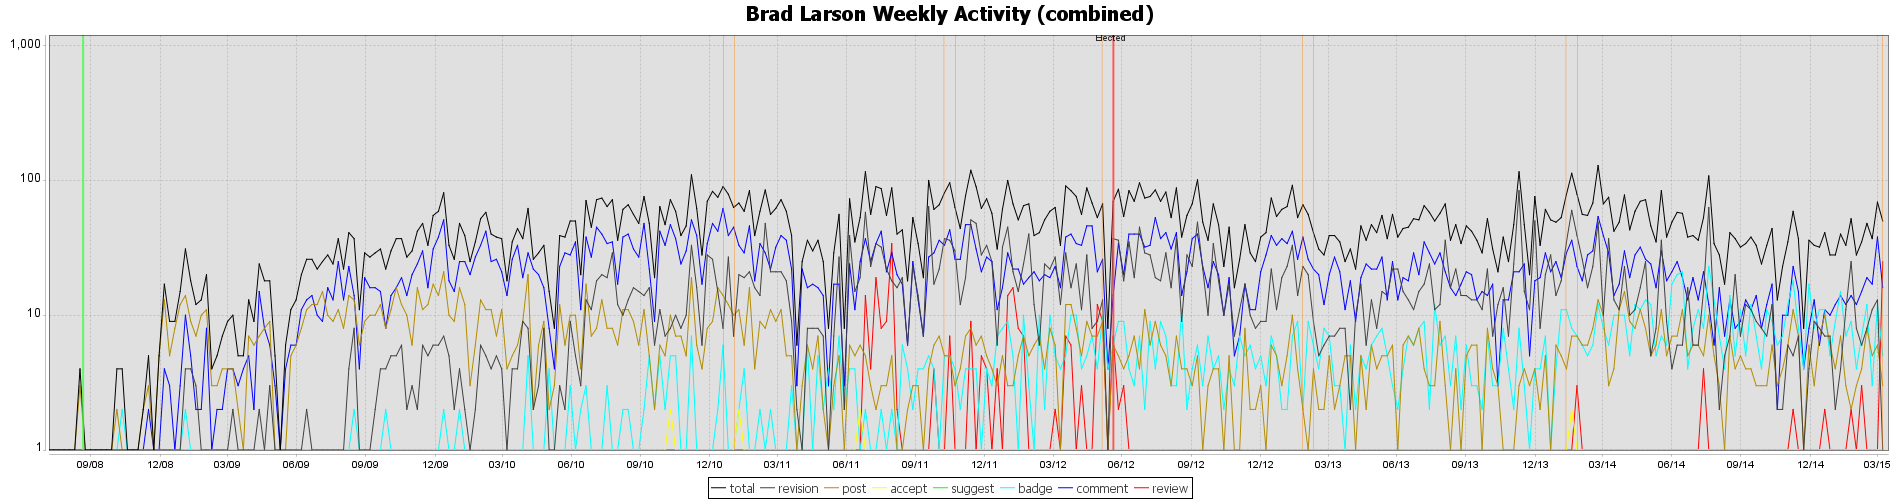 Brad Larson Weekly Activity (combined)
Elected
1,000
100
10
1
09/08 12/08 03/09 06/09 09/09 12/09 03/10 06/10 09/10 12/10 03/11 06/11 09/11 12/11 03/12 06/12 09/12 12/12 03/13 06/13 09/13 12/13 03/14 06/14 09/14 12/14 03/15
total revision post accept suggest badge comment review